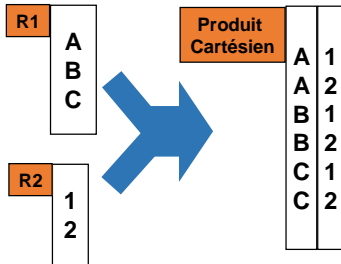 R1
A
B
C
R2
1
2
Produit
Cartésien
A 1
A 2
B 1
B 2
C 1
C 2